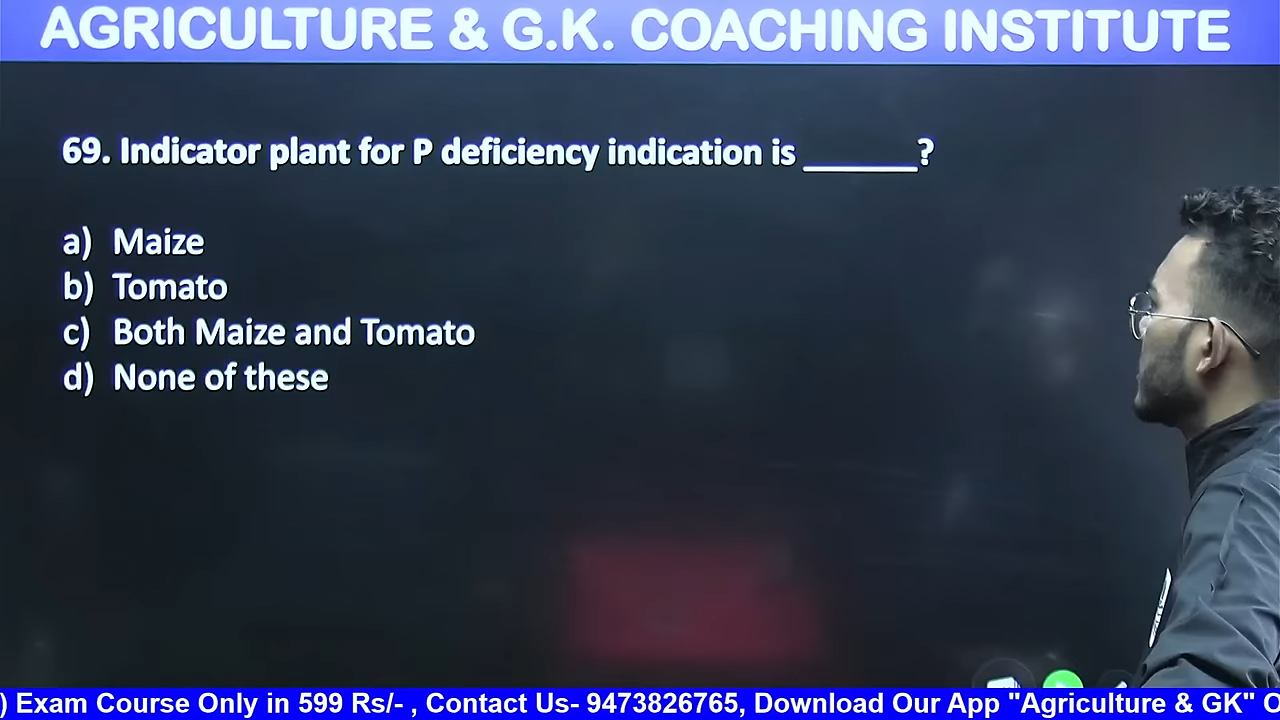 AGRICULTURE & G.K. COACHING INSTITUTE
69. Indicator plant for P deficiency indication is ______?
a) Maize
b) Tomato
c) Both Maize and Tomato
d) None of these
) Exam Course Only in 599 Rs/- , Contact Us- 9473826765, Download Our App "Agriculture & GK"